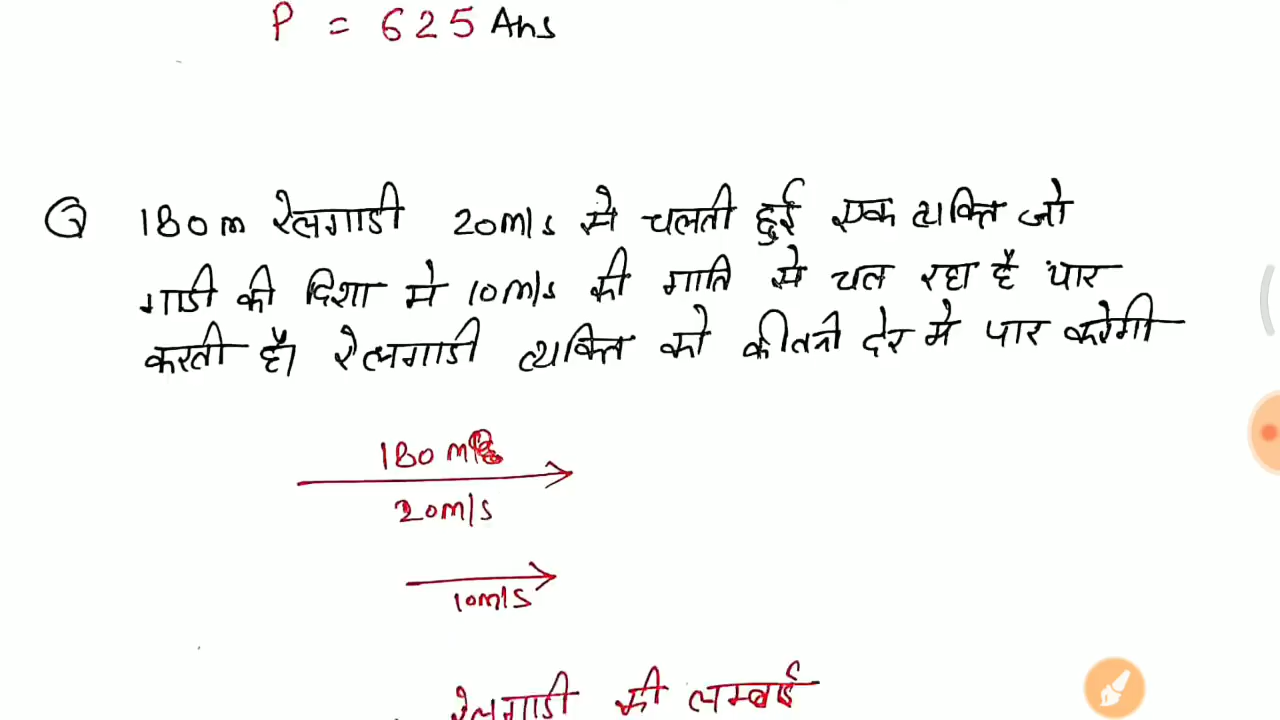 P = 625 Ans
Q 180m रेलगाडी 20m/s से चलती हुई एक व्यक्ति जो
गाडी की दिशा मे 10m/s की गाति से चल रहा है पार
करती है। रेलगाडी व्यक्ति को कीतनी देर मे पार करेगी
180 m
20m/s
10m/s
रेलगाडी की लम्बाई